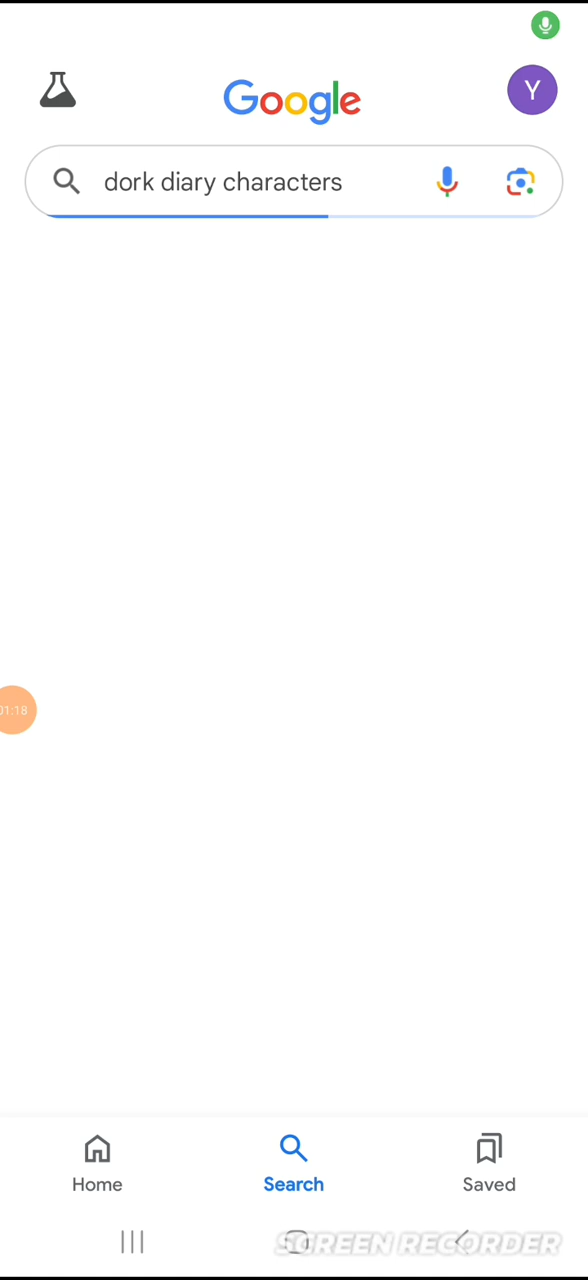 Google
Y
dork diary characters
01:18
Home
Search
Saved
SCREEN RECORDER